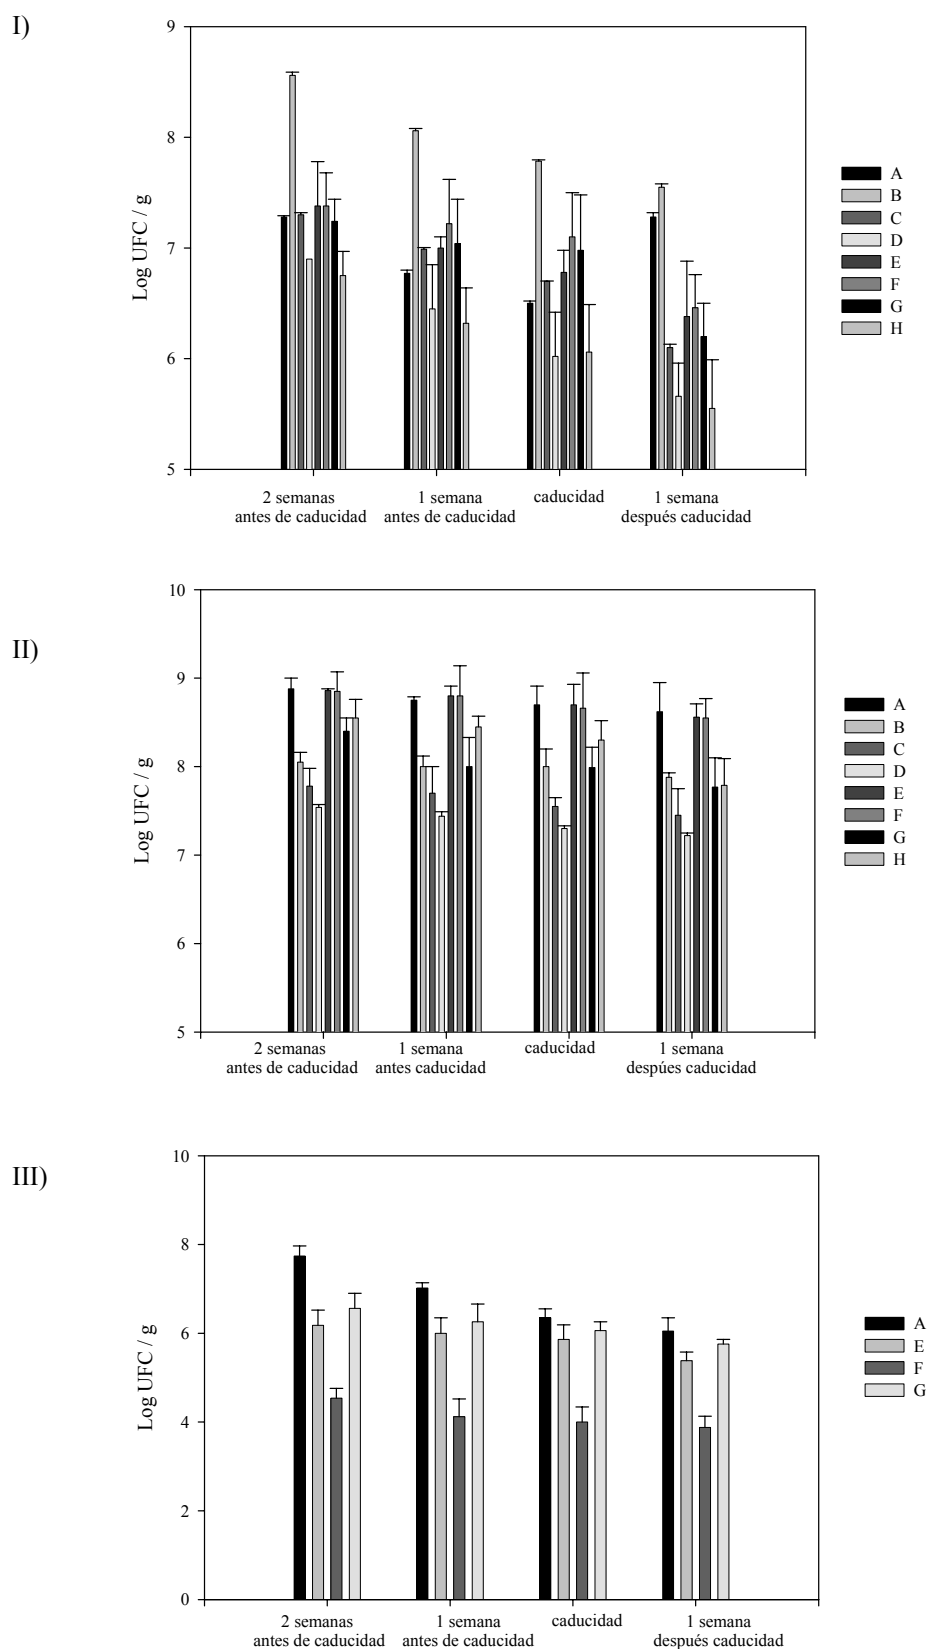 I)
9
8
7
6
5
Log UFC / g
2 semanas
antes de caducidad
1 semana
antes de caducidad
caducidad
1 semana
después caducidad
A
B
C
D
E
F
G
H
II)
10
9
8
7
6
5
Log UFC / g
2 semanas
antes de caducidad
1 semana
antes caducidad
caducidad
1 semana
despúes caducidad
A
B
C
D
E
F
G
H
III)
10
8
6
4
2
0
Log UFC / g
2 semanas
antes de caducidad
1 semana
antes de caducidad
caducidad
1 semana
después caducidad
A
E
F
G